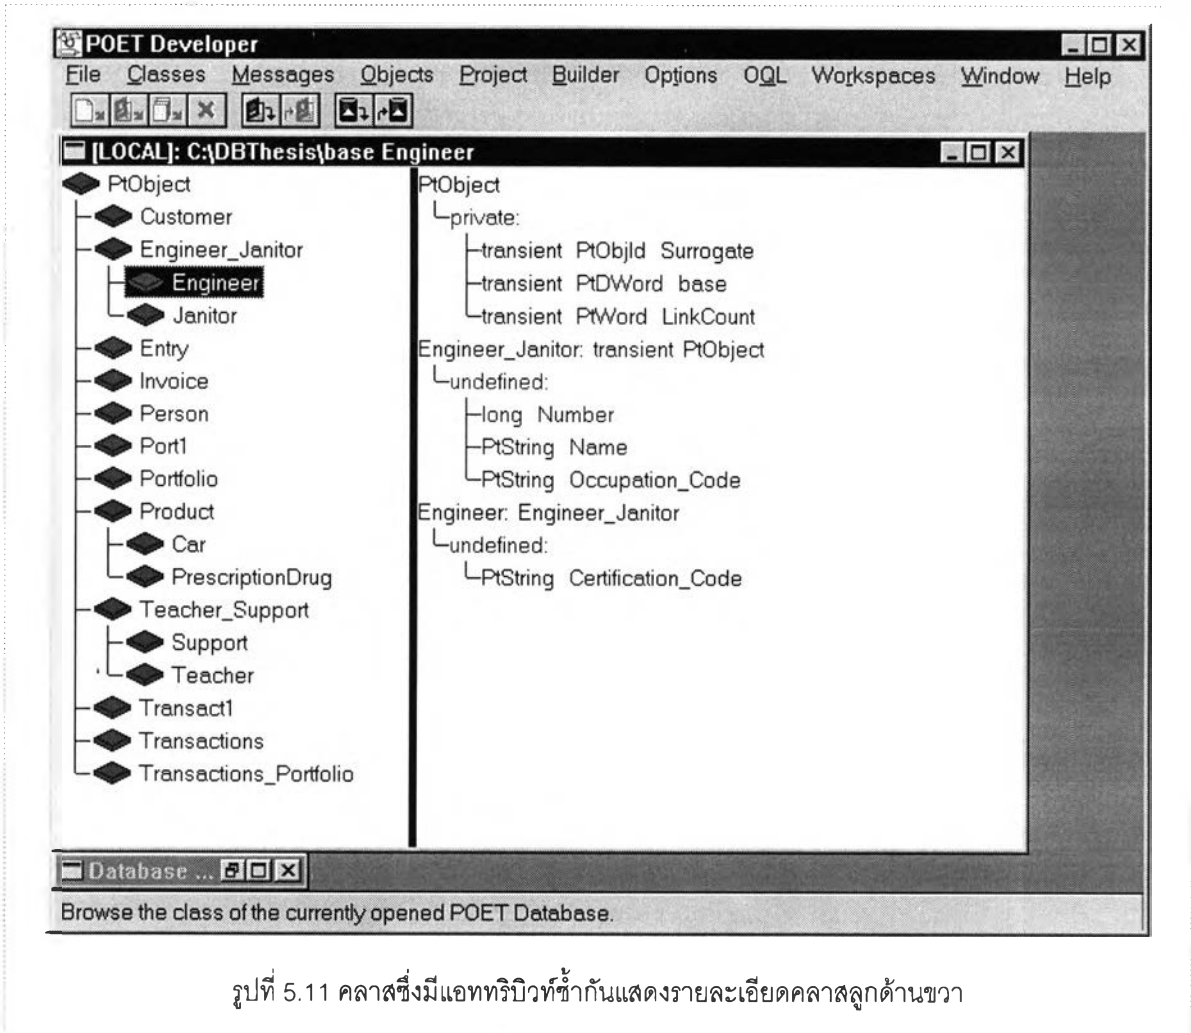 POET Developer
File Classes Messages Objects Project Builder Options OQL Workspaces Window Help
[LOCAL]: C:\DBThesis\base Engineer
PtObject
Customer
Engineer_Janitor
Engineer
Janitor
Entry
Invoice
Person
Port1
Portfolio
Product
Car
PrescriptionDrug
Teacher_Support
Support
Teacher
Transact1
Transactions
Transactions_Portfolio
PtObject
private:
transient PtObjId Surrogate
transient PtDWord base
transient PtWord LinkCount
Engineer_Janitor: transient PtObject
undefined:
long Number
PtString Name
PtString Occupation_Code
Engineer: Engineer_Janitor
undefined:
PtString Certification_Code
Database ...
Browse the class of the currently opened POET Database.
รูปที่ 5.11 คลาสซึ่งมีแอททริบิวท์ซ้ำกันแสดงรายละเอียดคลาสลูกด้านขวา